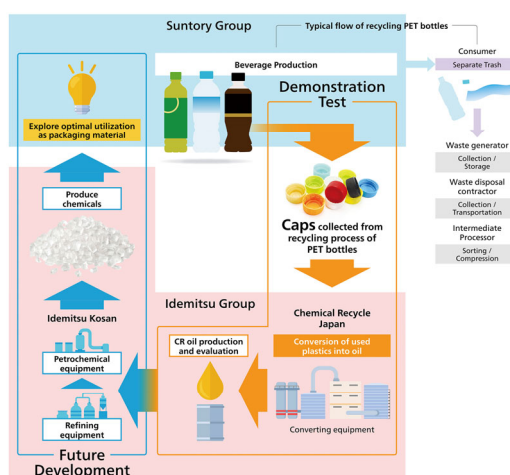 Suntory Group
Typical flow of recycling PET bottles
Beverage Production
Consumer
Separate Trash
Demonstration
Test
Explore optimal utilization
as packaging material
Caps collected from
recycling process of
PET bottles
Waste generator
Collection /
Storage
Waste disposal
contractor
Collection /
Transportation
Intermediate
Processor
Sorting /
Compression
Produce
chemicals
Idemitsu Group
Idemitsu Kosan
Chemical Recycle
Japan
CR oil production
and evaluation
Conversion of used
plastics into oil
Petrochemical
equipment
Refining
equipment
Converting equipment
Future
Development